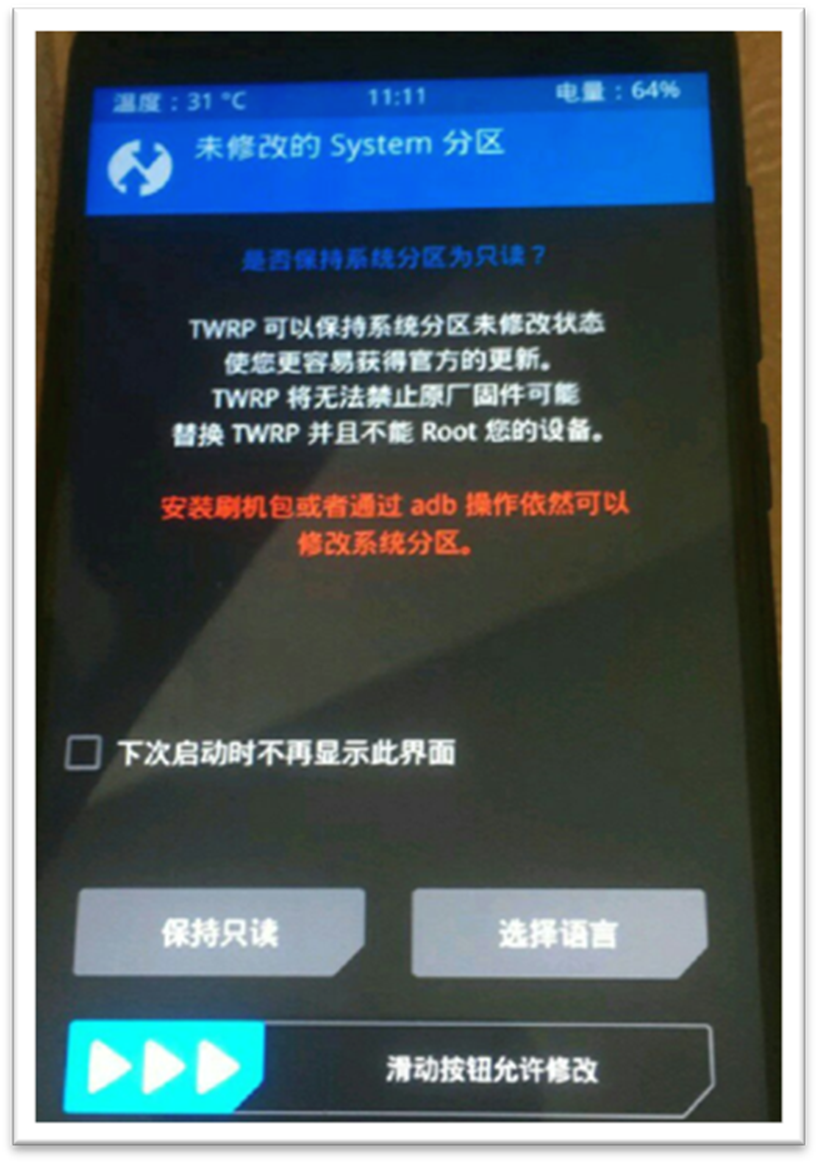 温度：31 °C 11:11 电量：64%
未修改的 System 分区
是否保持系统分区为只读？
TWRP 可以保持系统分区未修改状态
使您更容易获得官方的更新。
TWRP 将无法禁止原厂固件可能
替换 TWRP 并且不能 Root 您的设备。
安装刷机包或者通过 adb 操作依然可以
修改系统分区。
下次启动时不再显示此界面
保持只读 选择语言
滑动按钮允许修改